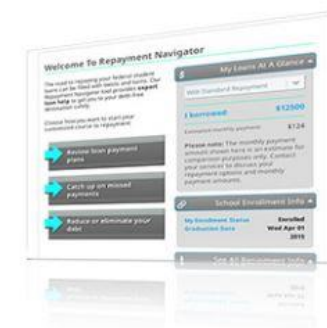 Welcome To Repayment Navigator
The road to repaying your federal student
loans can be filled with twists and turns. Our
Repayment Navigator tool provides expert
loan help to get you to your debt-free
destination safely.
Choose how you want to start your
customized course to repayment.
Review loan payment
plans
Catch up on missed
payments
Reduce or eliminate your
debt
My Loans At A Glance
With Standard Repayment
I borrowed: $12500
Estimated monthly payment: $124
Please note: The monthly payment
amount shown here is an estimate for
comparison purposes only. Contact
your servicer to discuss your
repayment options and monthly
payment amounts.
School Enrollment Info
My Enrollment Status Enrolled
Graduation Date Wed Apr 01
2015
See All Repayment Info